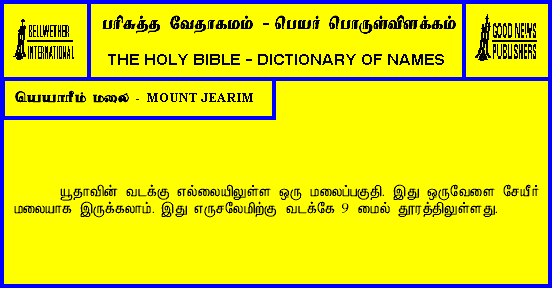 BELLWETHER
INTERNATIONAL
பரிசுத்த வேதாகமம் - பெயர் பொருள்விளக்கம்
THE HOLY BIBLE - DICTIONARY OF NAMES
GOOD NEWS
PUBLISHERS
யெயாரீம் மலை - MOUNT JEARIM
யூதாவின் வடக்கு எல்லையிலுள்ள ஒரு மலைப்பகுதி. இது ஒருவேளை சேயீர்
மலையாக இருக்கலாம். இது எருசலேமிற்கு வடக்கே 9 மைல் தூரத்திலுள்ளது.